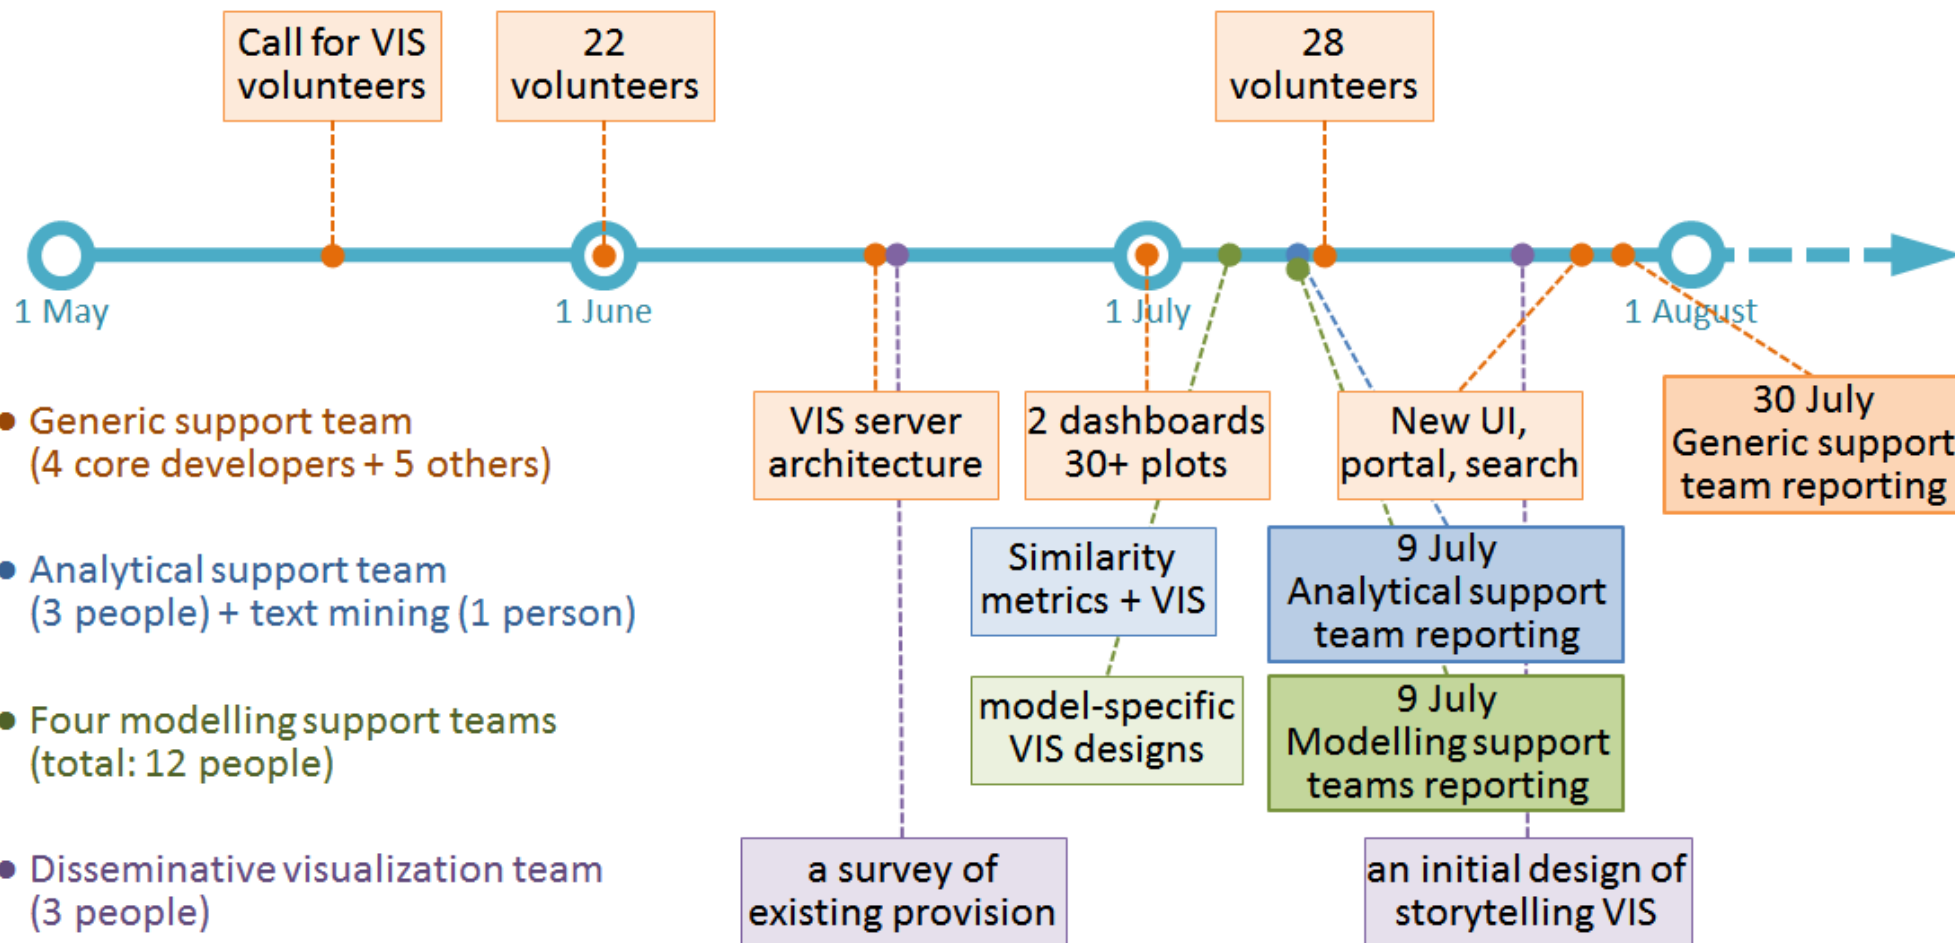 Call for VIS
volunteers
22
volunteers
28
volunteers
1 May
1 June
1 July
1 August
Generic support team
(4 core developers + 5 others)
Analytical support team
(3 people) + text mining (1 person)
Four modelling support teams
(total: 12 people)
Disseminative visualization team
(3 people)
VIS server
architecture
2 dashboards
30+ plots
New UI,
portal, search
30 July
Generic support
team reporting
Similarity
metrics + VIS
9 July
Analytical support
team reporting
model-specific
VIS designs
9 July
Modelling support
teams reporting
a survey of
existing provision
an initial design of
storytelling VIS